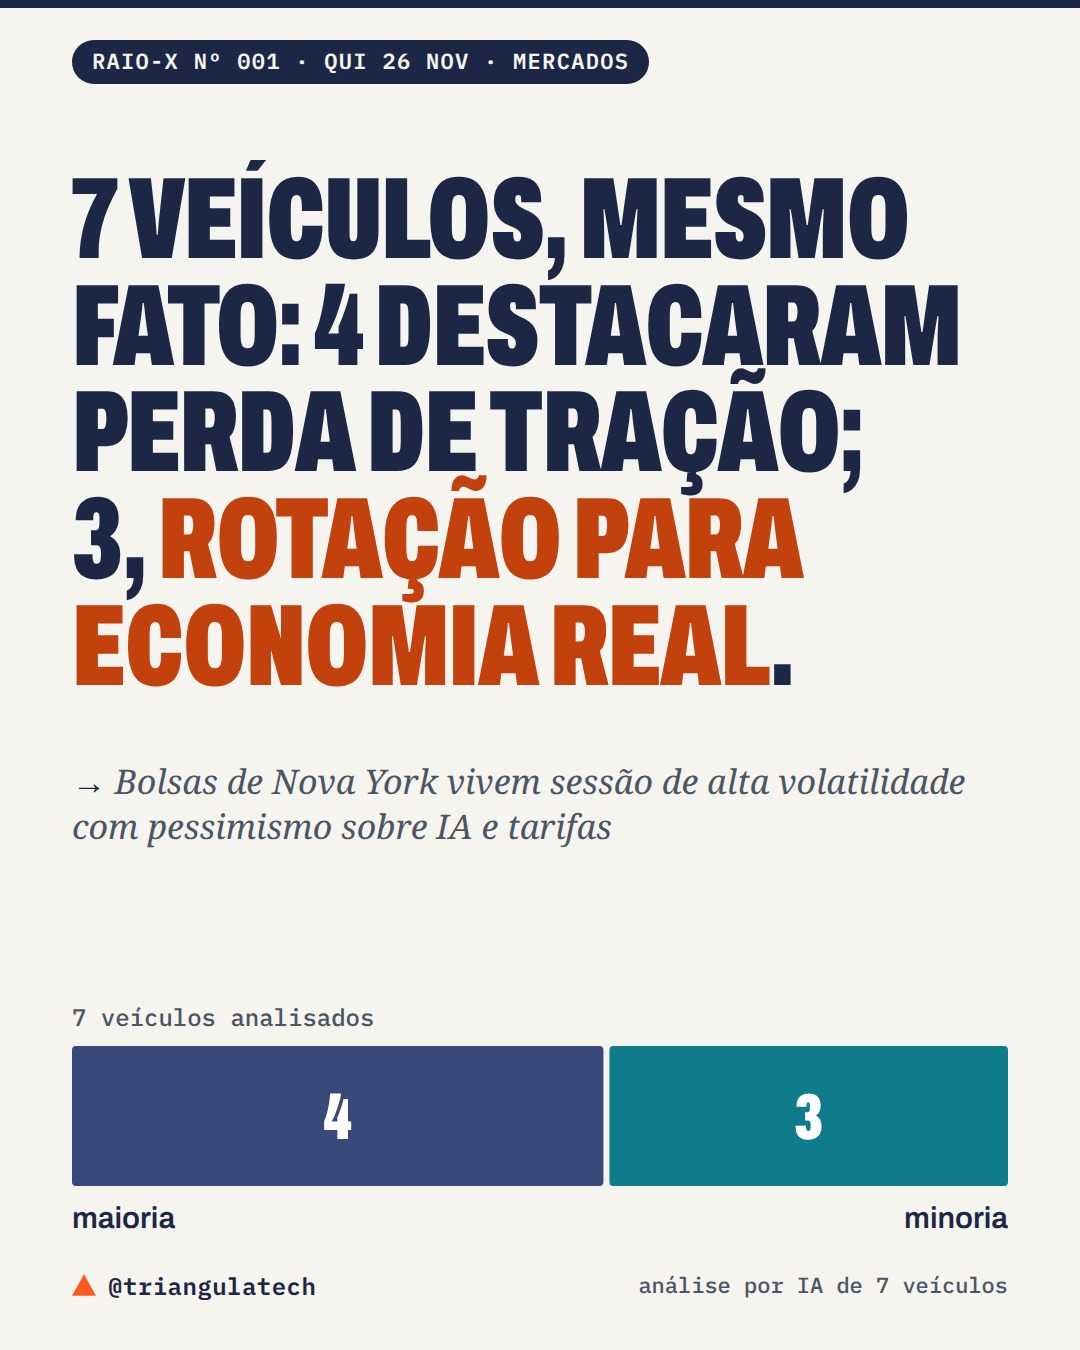 RAIO-X Nº 001 · QUI 26 NOV · MERCADOS
7 VEÍCULOS, MESMO
FATO: 4 DESTACARAM
PERDA DE TRAÇÃO;
3, ROTAÇÃO PARA
ECONOMIA REAL.
→ Bolsas de Nova York vivem sessão de alta volatilidade
com pessimismo sobre IA e tarifas
7 veículos analisados
4 3
maioria minoria
@triangulatech análise por IA de 7 veículos